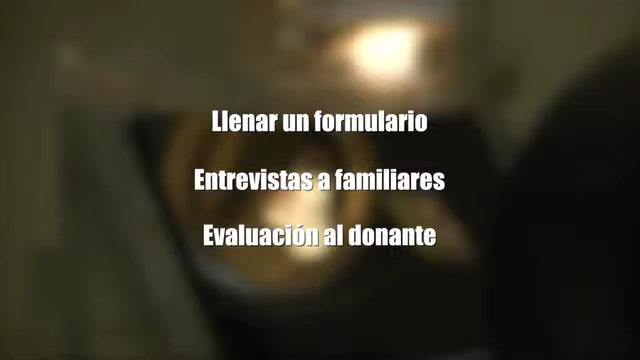 Llenar un formulario
Entrevistas a familiares
Evaluación al donante